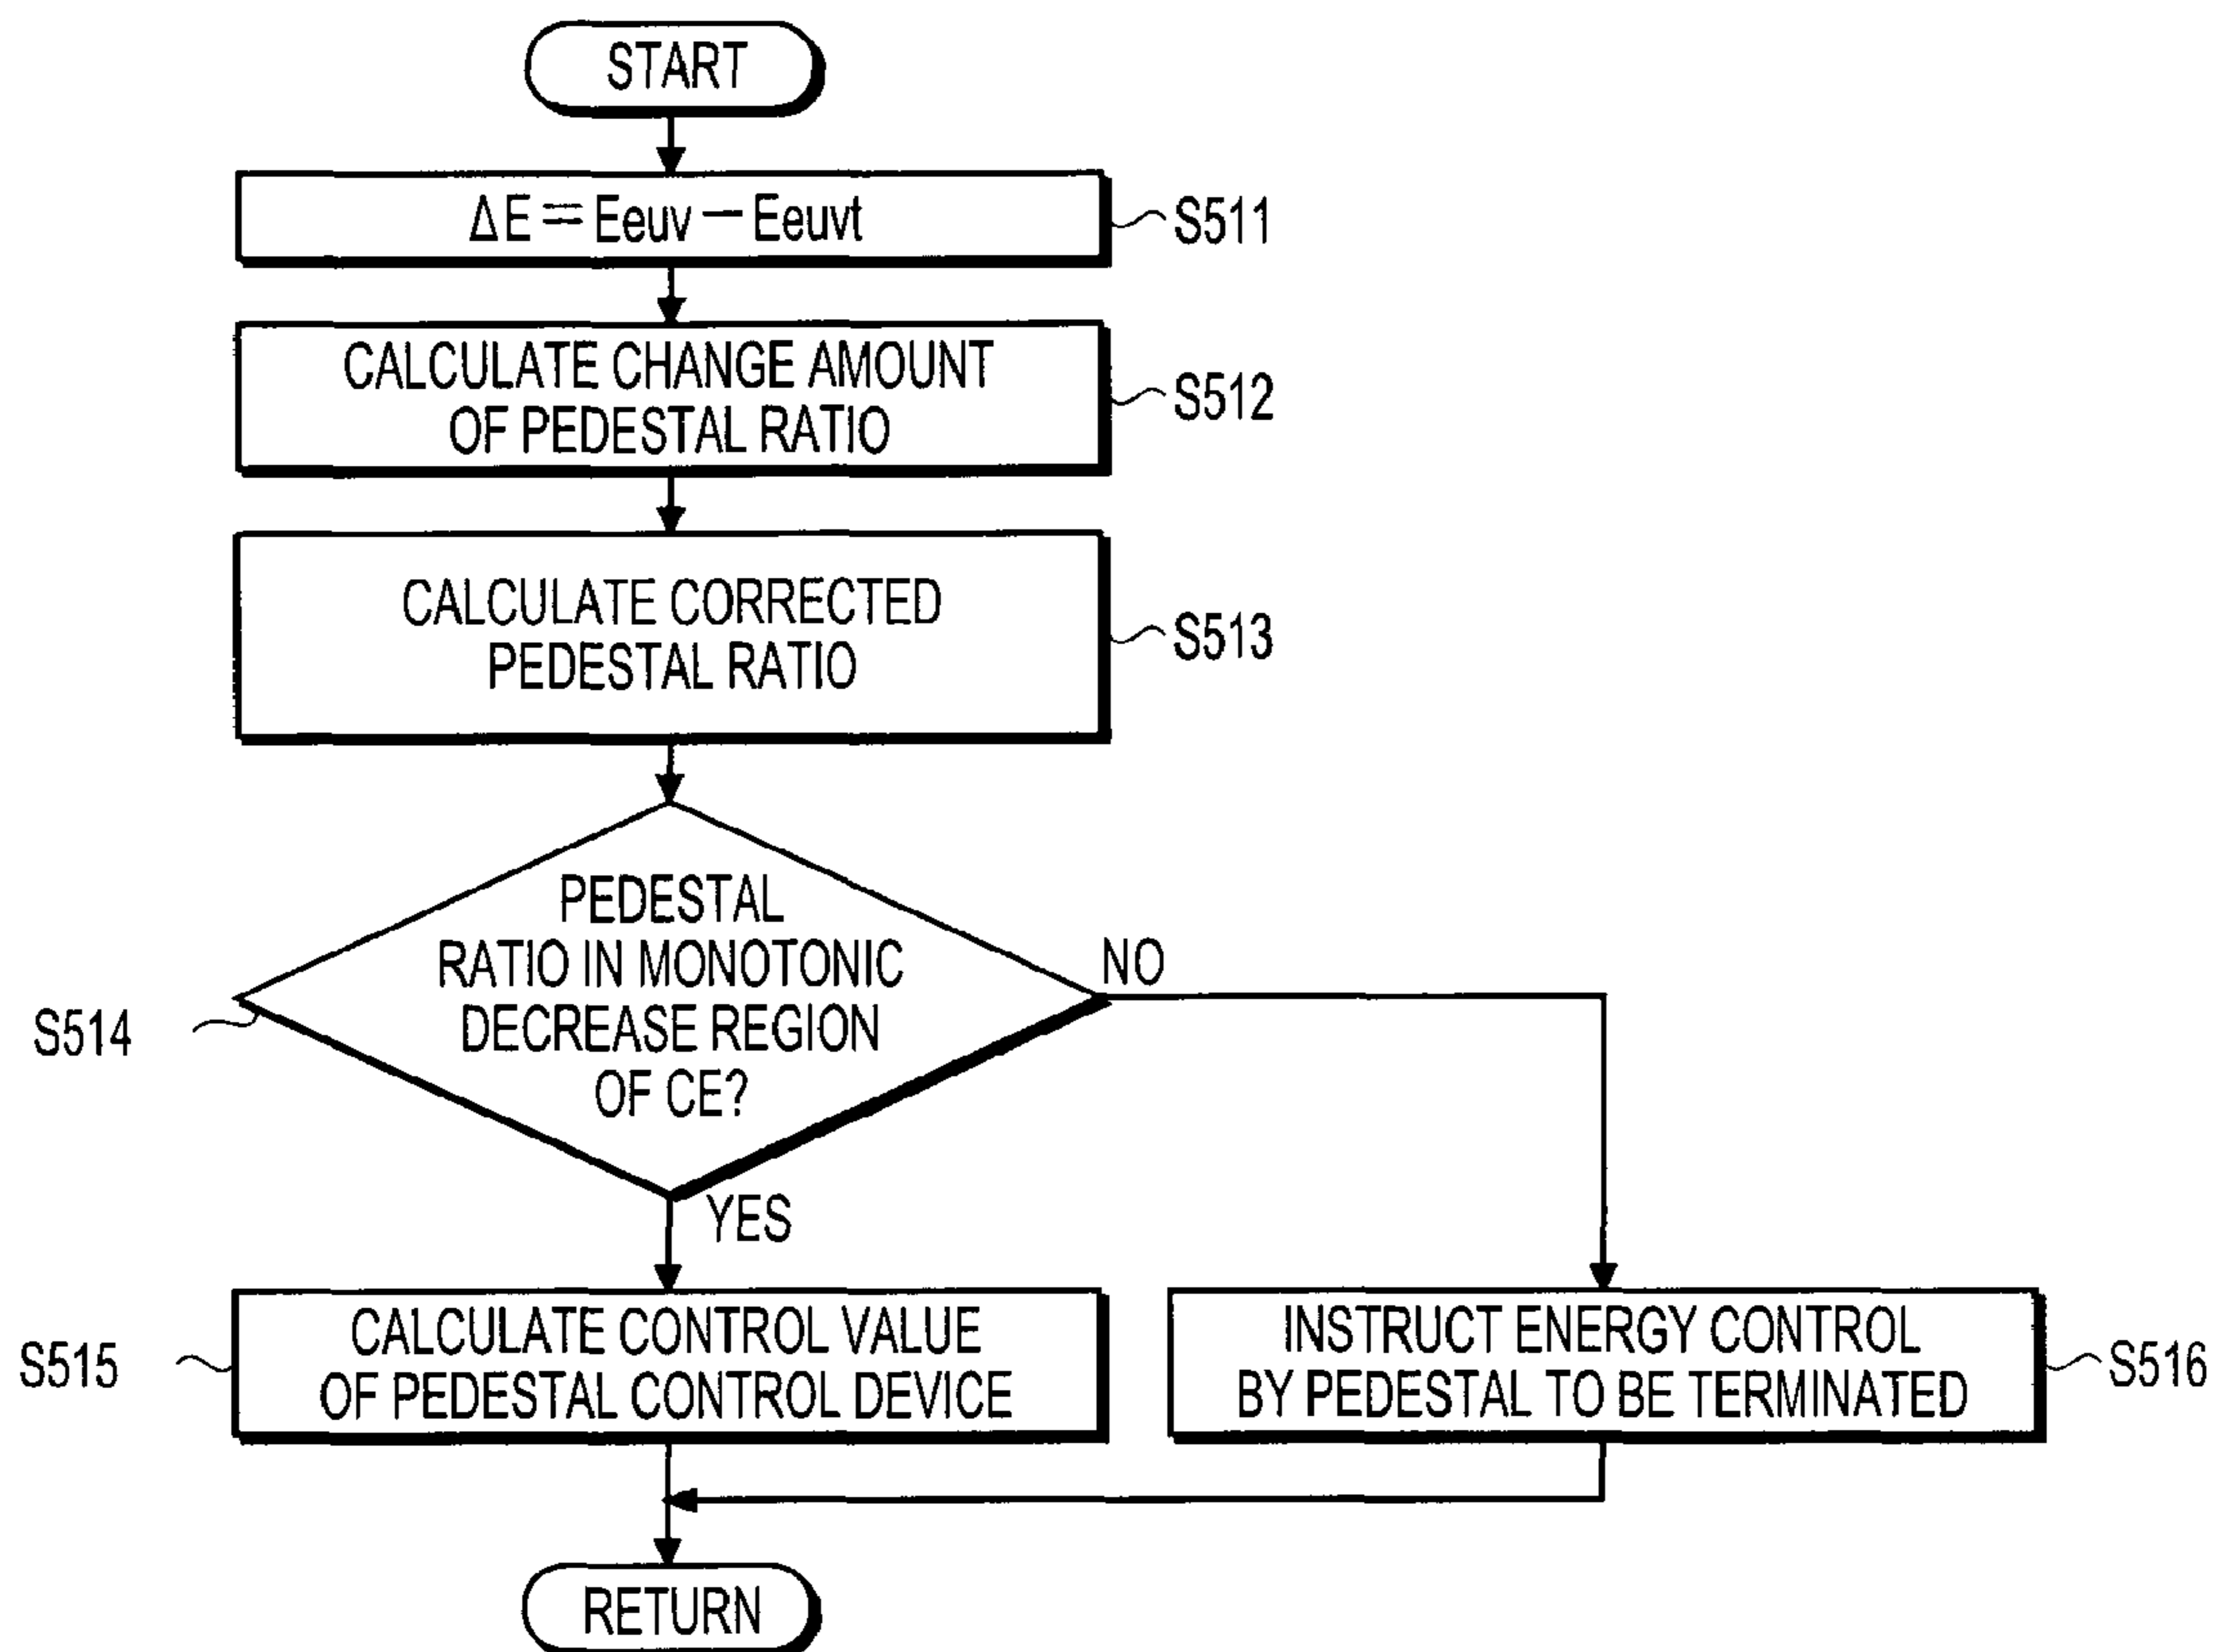 START
ΔE = Eeuv − Eeuvt
S511
CALCULATE CHANGE AMOUNT
OF PEDESTAL RATIO
S512
CALCULATE CORRECTED
PEDESTAL RATIO
S513
PEDESTAL
RATIO IN MONOTONIC
DECREASE REGION
OF CE?
S514
NO
YES
CALCULATE CONTROL VALUE
OF PEDESTAL CONTROL DEVICE
S515
INSTRUCT ENERGY CONTROL
BY PEDESTAL TO BE TERMINATED
S516
RETURN